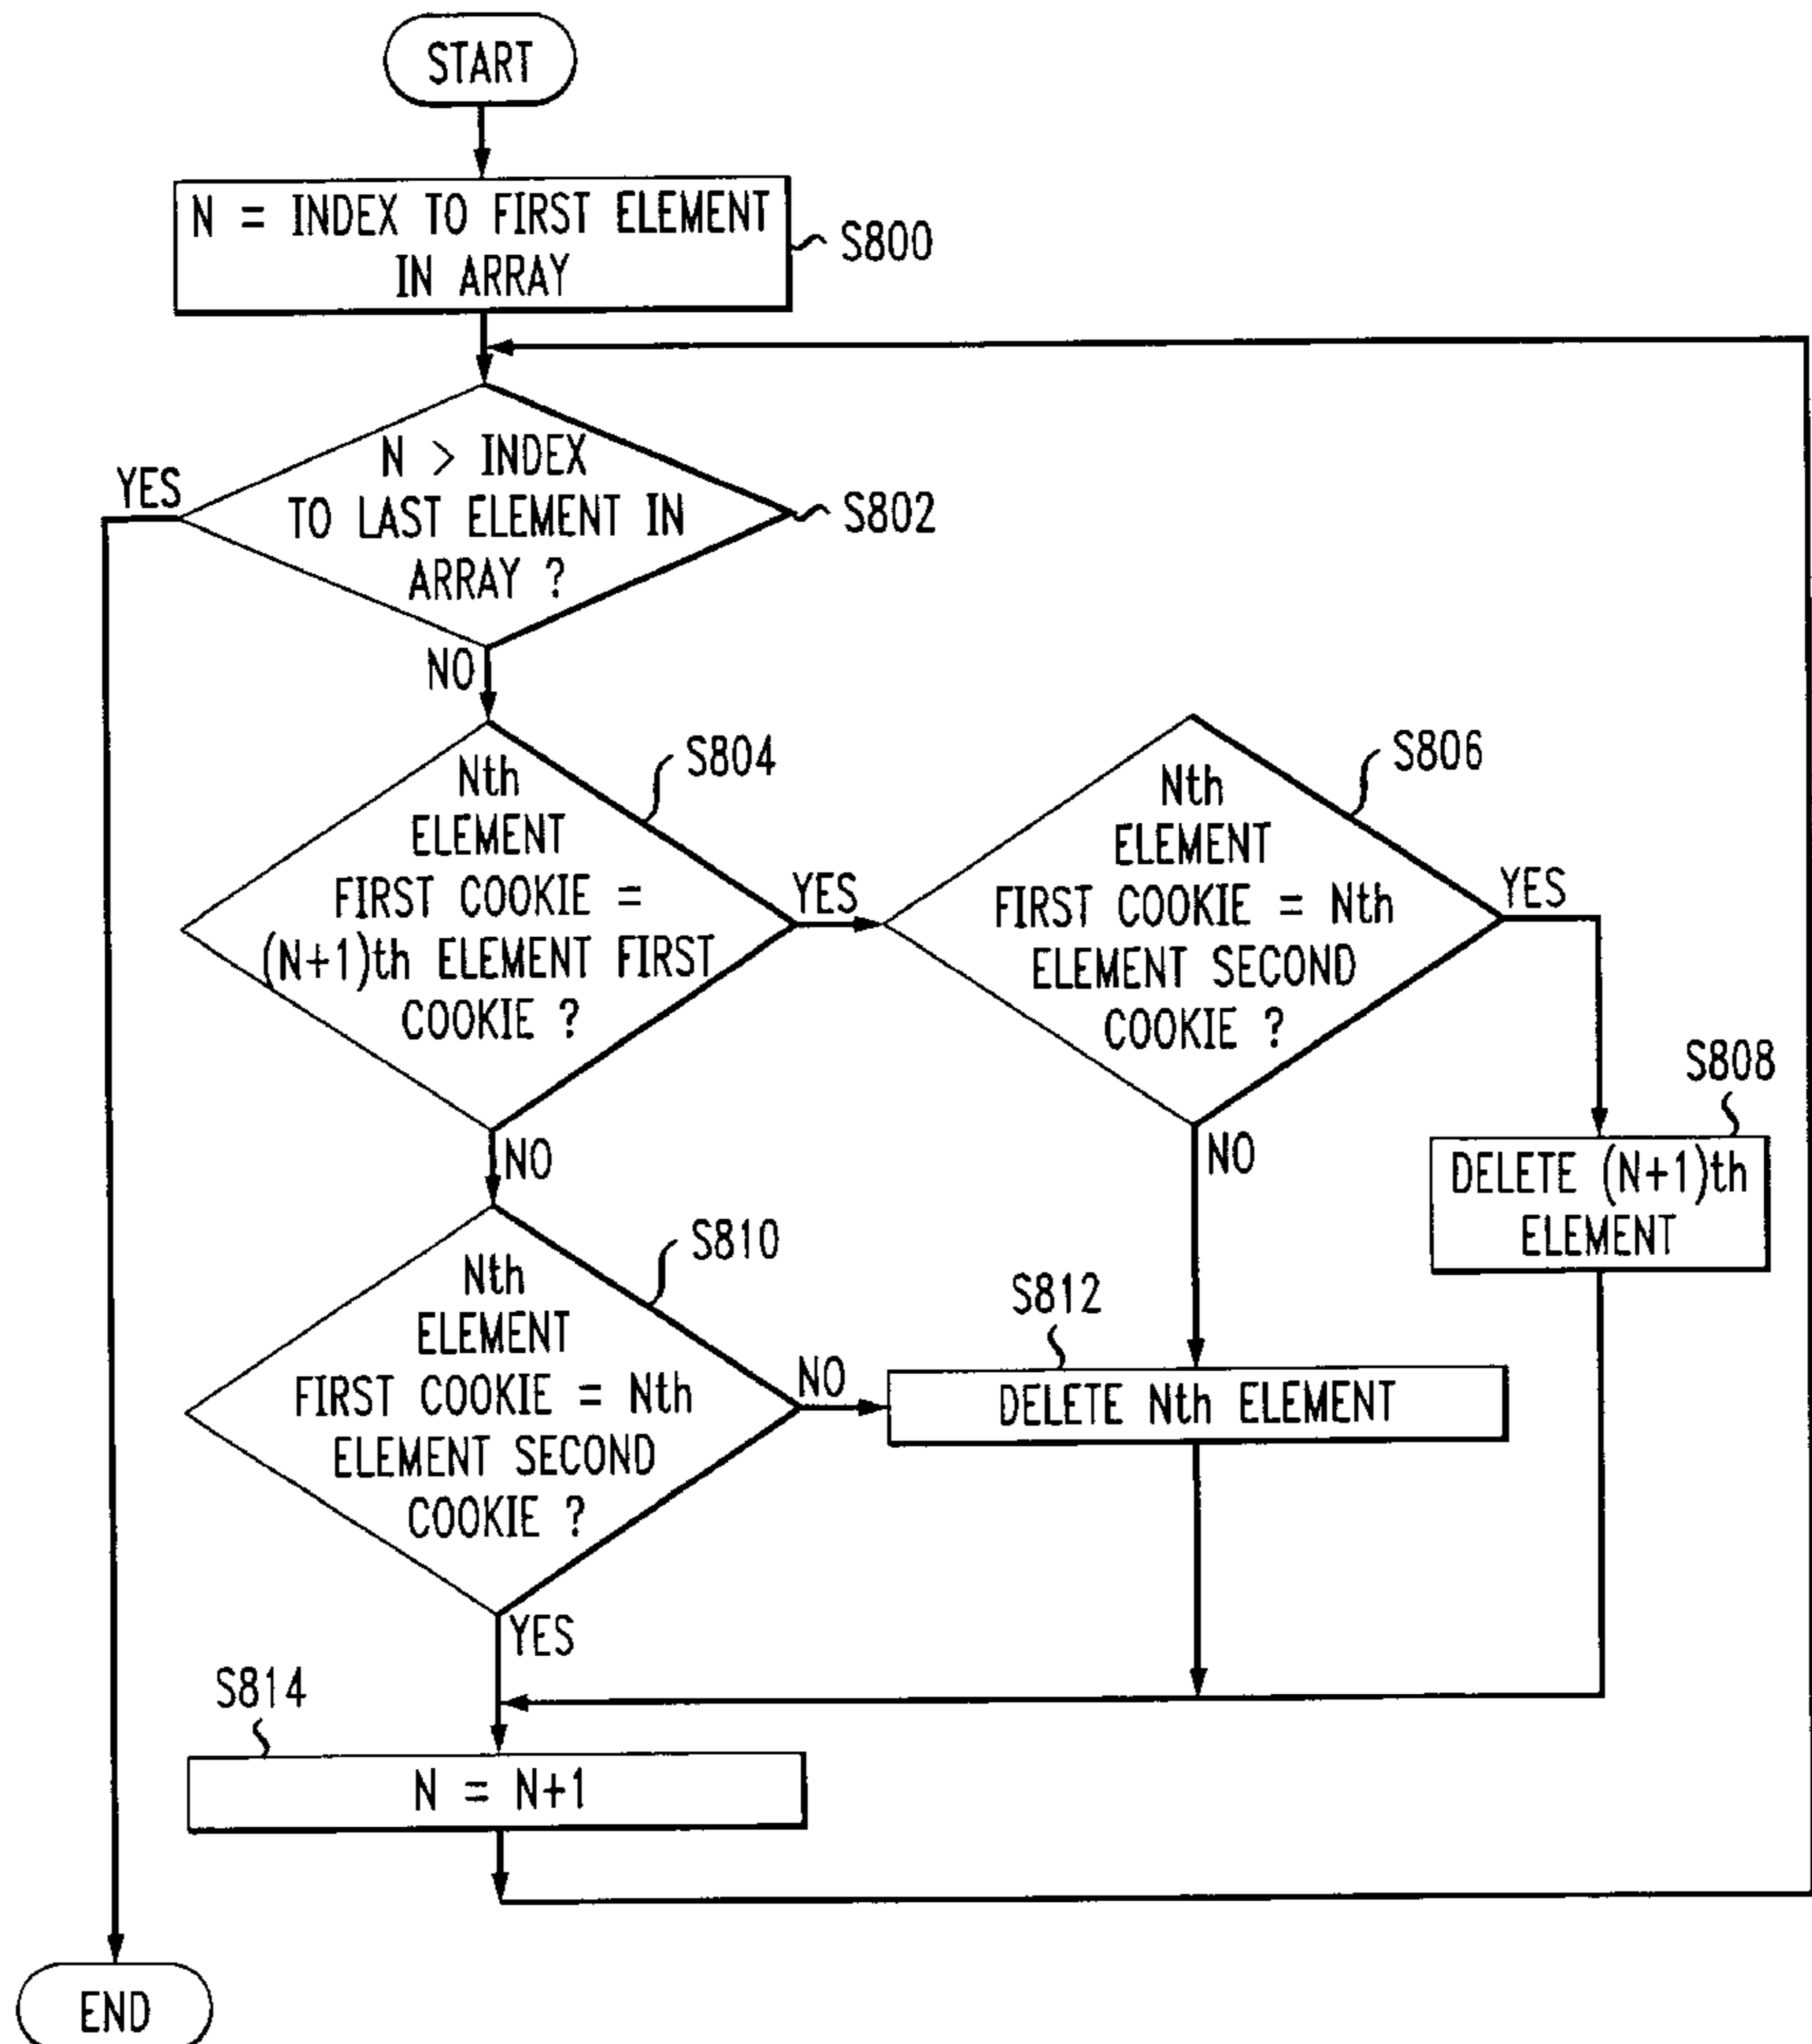 START
N = INDEX TO FIRST ELEMENT
IN ARRAY
S800
N > INDEX
TO LAST ELEMENT IN
ARRAY ?
S802
YES
NO
Nth
ELEMENT
FIRST COOKIE =
(N+1)th ELEMENT FIRST
COOKIE ?
S804
YES
NO
Nth
ELEMENT
FIRST COOKIE = Nth
ELEMENT SECOND
COOKIE ?
S806
YES
NO
S808
DELETE (N+1)th
ELEMENT
Nth
ELEMENT
FIRST COOKIE = Nth
ELEMENT SECOND
COOKIE ?
S810
NO
YES
S812
DELETE Nth ELEMENT
S814
N = N+1
END